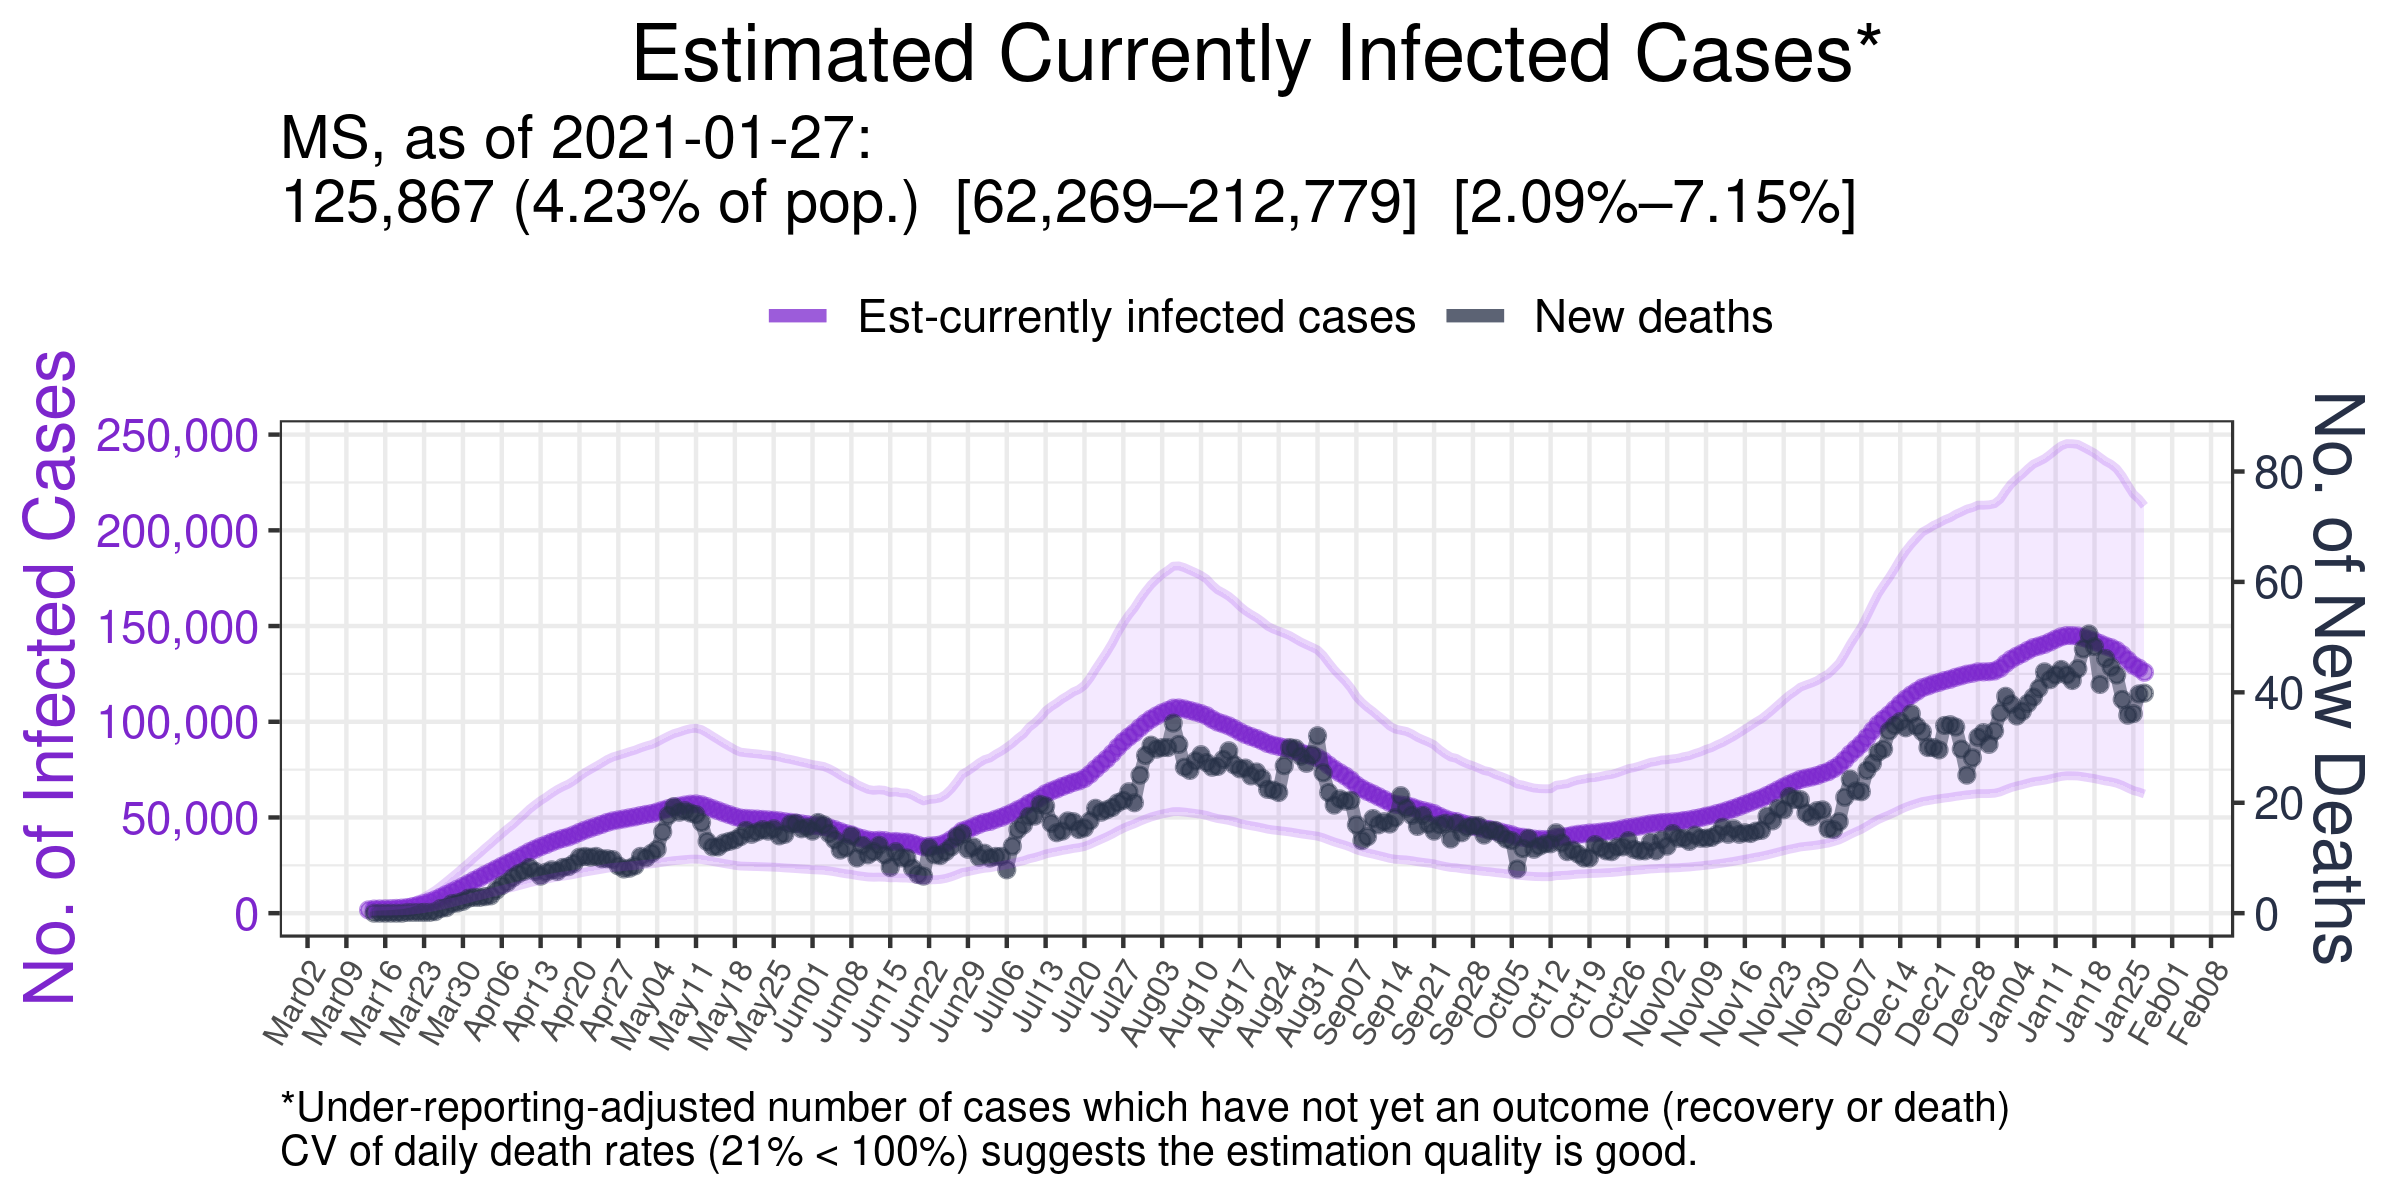 Estimated Currently Infected Cases*
MS, as of 2021-01-27:
125,867 (4.23% of pop.) [62,269–212,779] [2.09%–7.15%]
Est-currently infected cases
New deaths
No. of Infected Cases
250,000
200,000
150,000
100,000
50,000
0
80
60
40
20
0
No. of New Deaths
Mar02
Mar09
Mar16
Mar23
Mar30
Apr06
Apr13
Apr20
Apr27
May04
May11
May18
May25
Jun01
Jun08
Jun15
Jun22
Jun29
Jul06
Jul13
Jul20
Jul27
Aug03
Aug10
Aug17
Aug24
Aug31
Sep07
Sep14
Sep21
Sep28
Oct05
Oct12
Oct19
Oct26
Nov02
Nov09
Nov16
Nov23
Nov30
Dec07
Dec14
Dec21
Dec28
Jan04
Jan11
Jan18
Jan25
Feb01
Feb08
*Under-reporting-adjusted number of cases which have not yet an outcome (recovery or death)
CV of daily death rates (21% < 100%) suggests the estimation quality is good.